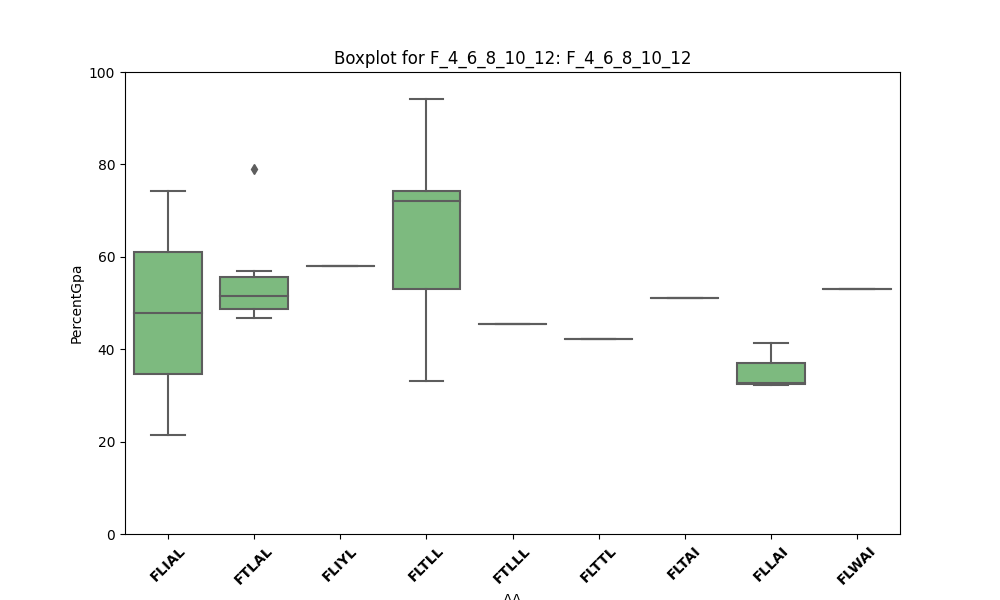 Boxplot for F_4_6_8_10_12: F_4_6_8_10_12
100
80
60
40
20
0
PercentGpa
FLIAL
FTLAL
FLIYL
FLTLL
FTLLL
FLTTL
FLTAI
FLLAI
FLWAI